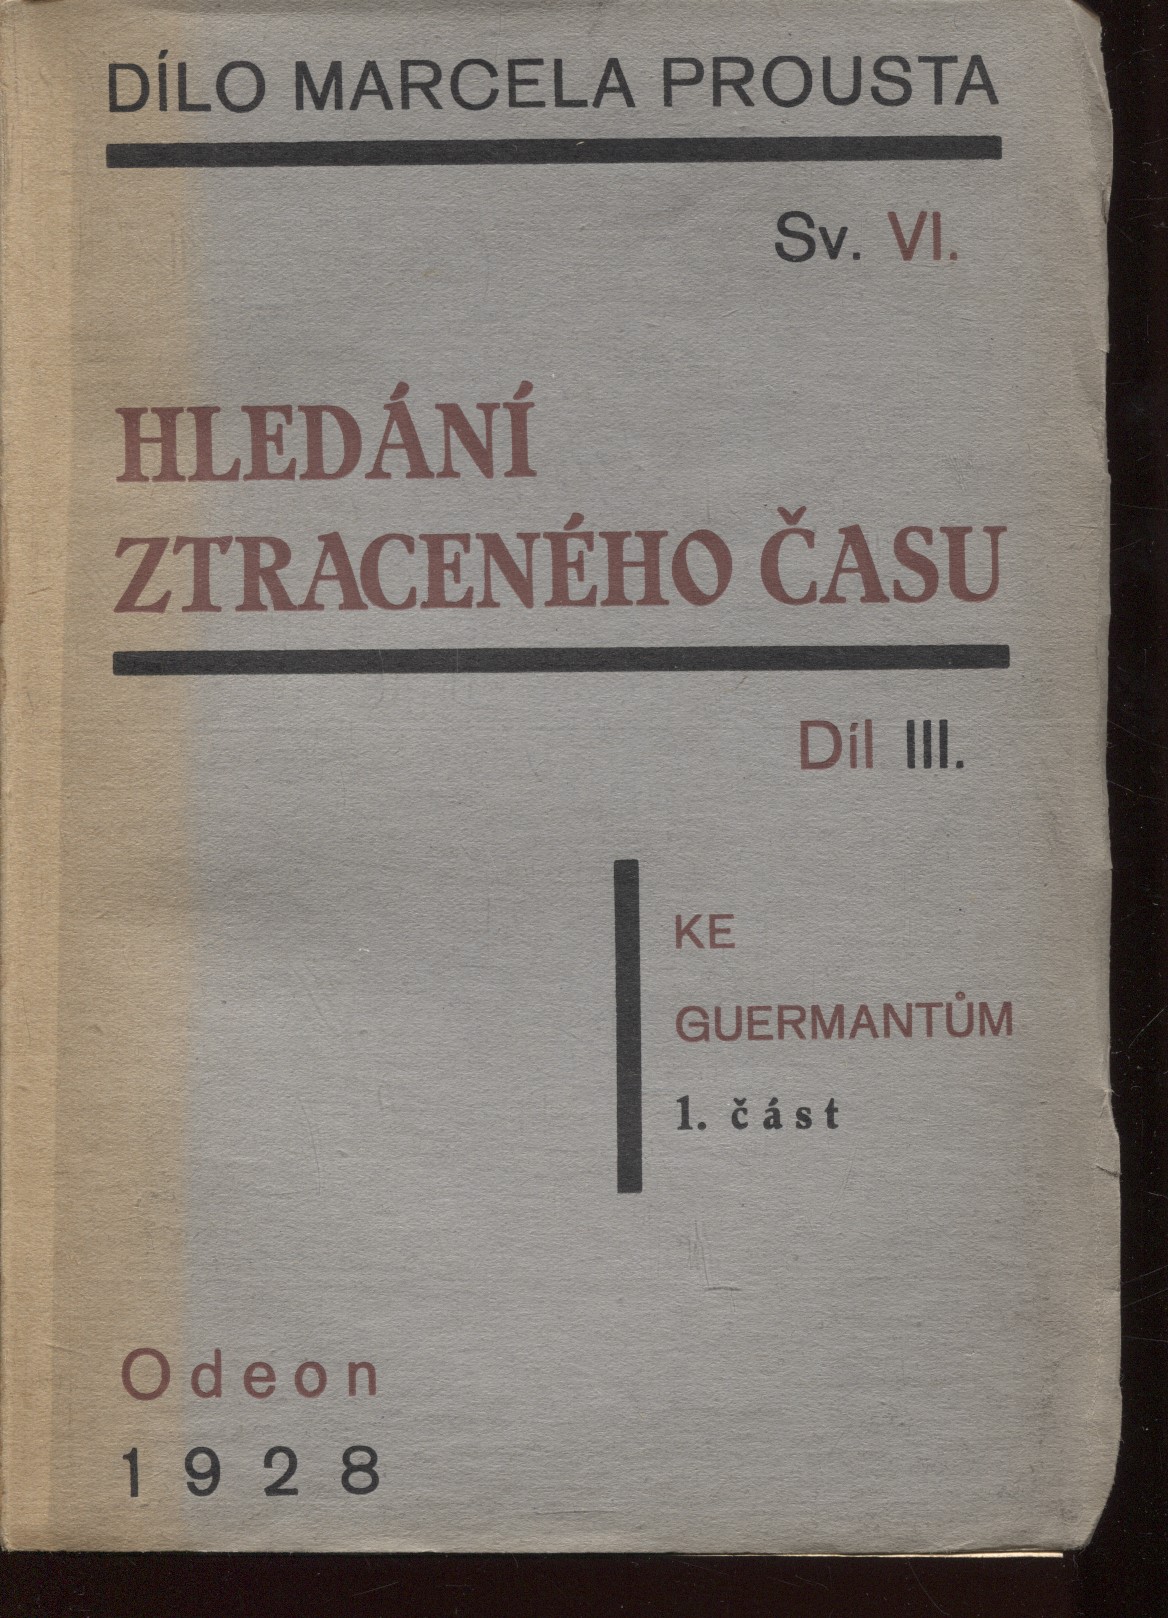 DÍLO MARCELA PROUSTA
Sv. VI.
HLEDÁNÍ
ZTRACENÉHO ČASU
Díl III.
KE
GUERMANTŮM
1. část
Odeon
1928